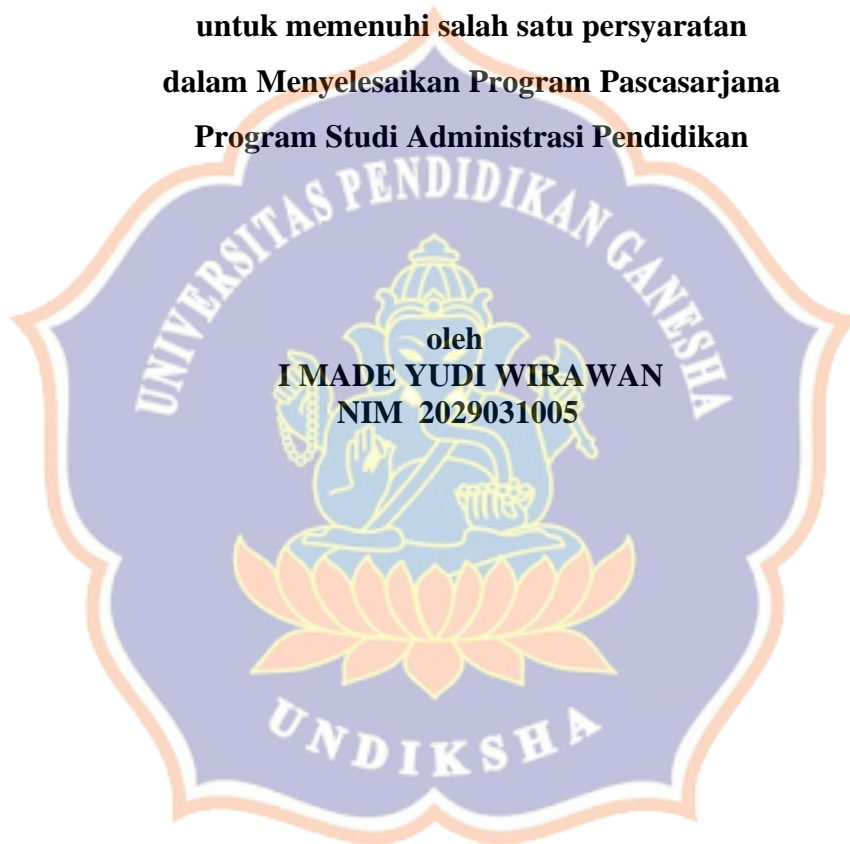 untuk memenuhi salah satu persyaratan
dalam Menyelesaikan Program Pascasarjana
Program Studi Administrasi Pendidikan
UNIVERSITAS PENDIDIKAN GANESHA
oleh
I MADE YUDI WIRAWAN
NIM 2029031005
UNDIKSHA